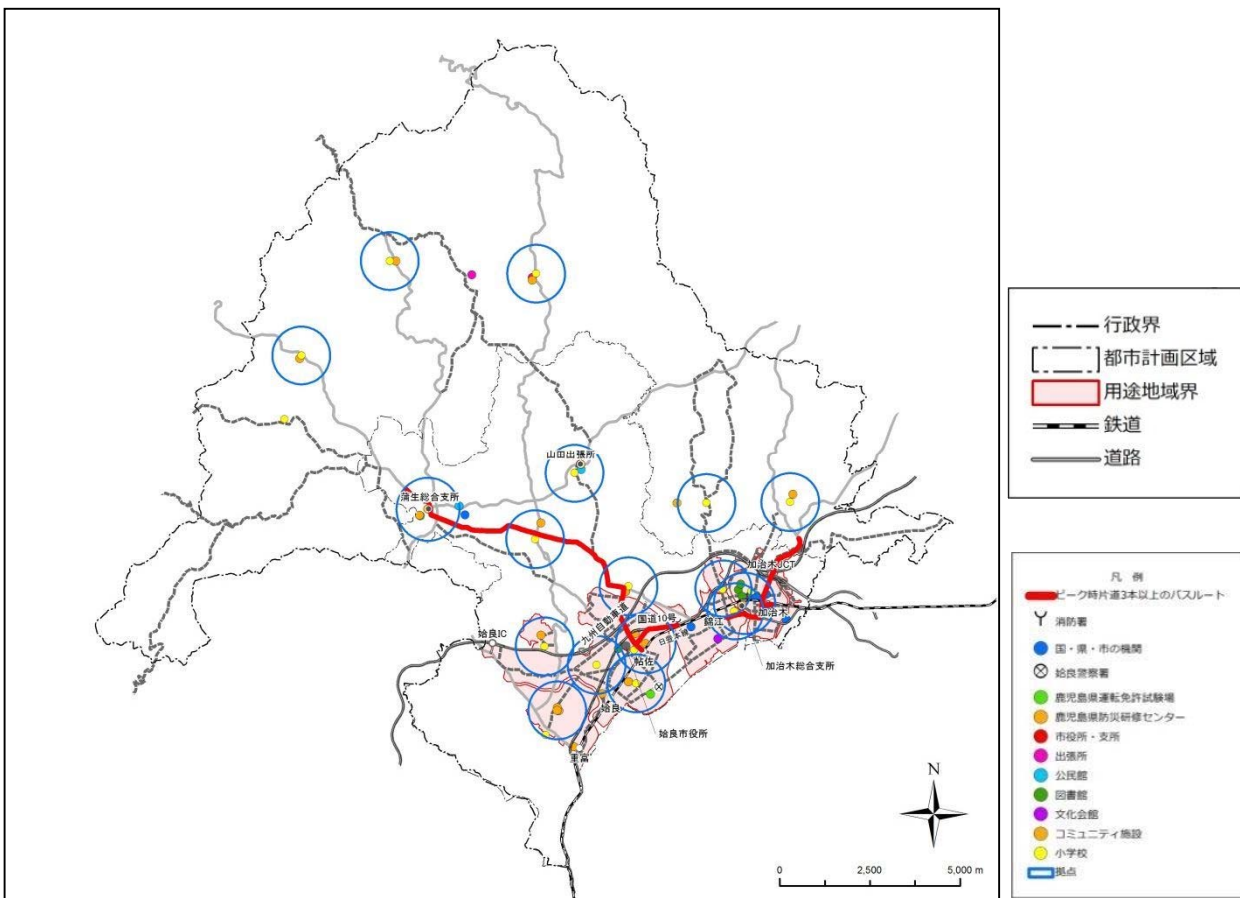 山田出張所
蒲生総合支所
加治木JCT
九州自動車道
国道10号
加治木
錦江
日豊本線
姶良IC
帖佐
加治木総合支所
姶良
姶良市役所
重富
N
0 2,500 5,000 m
行政界
都市計画区域
用途地域界
鉄道
道路
凡 例
ピーク時片道3本以上のバスルート
消防署
国・県・市の機関
姶良警察署
鹿児島県運転免許試験場
鹿児島県防災研修センター
市役所・支所
出張所
公民館
図書館
文化会館
コミュニティ施設
小学校
拠点